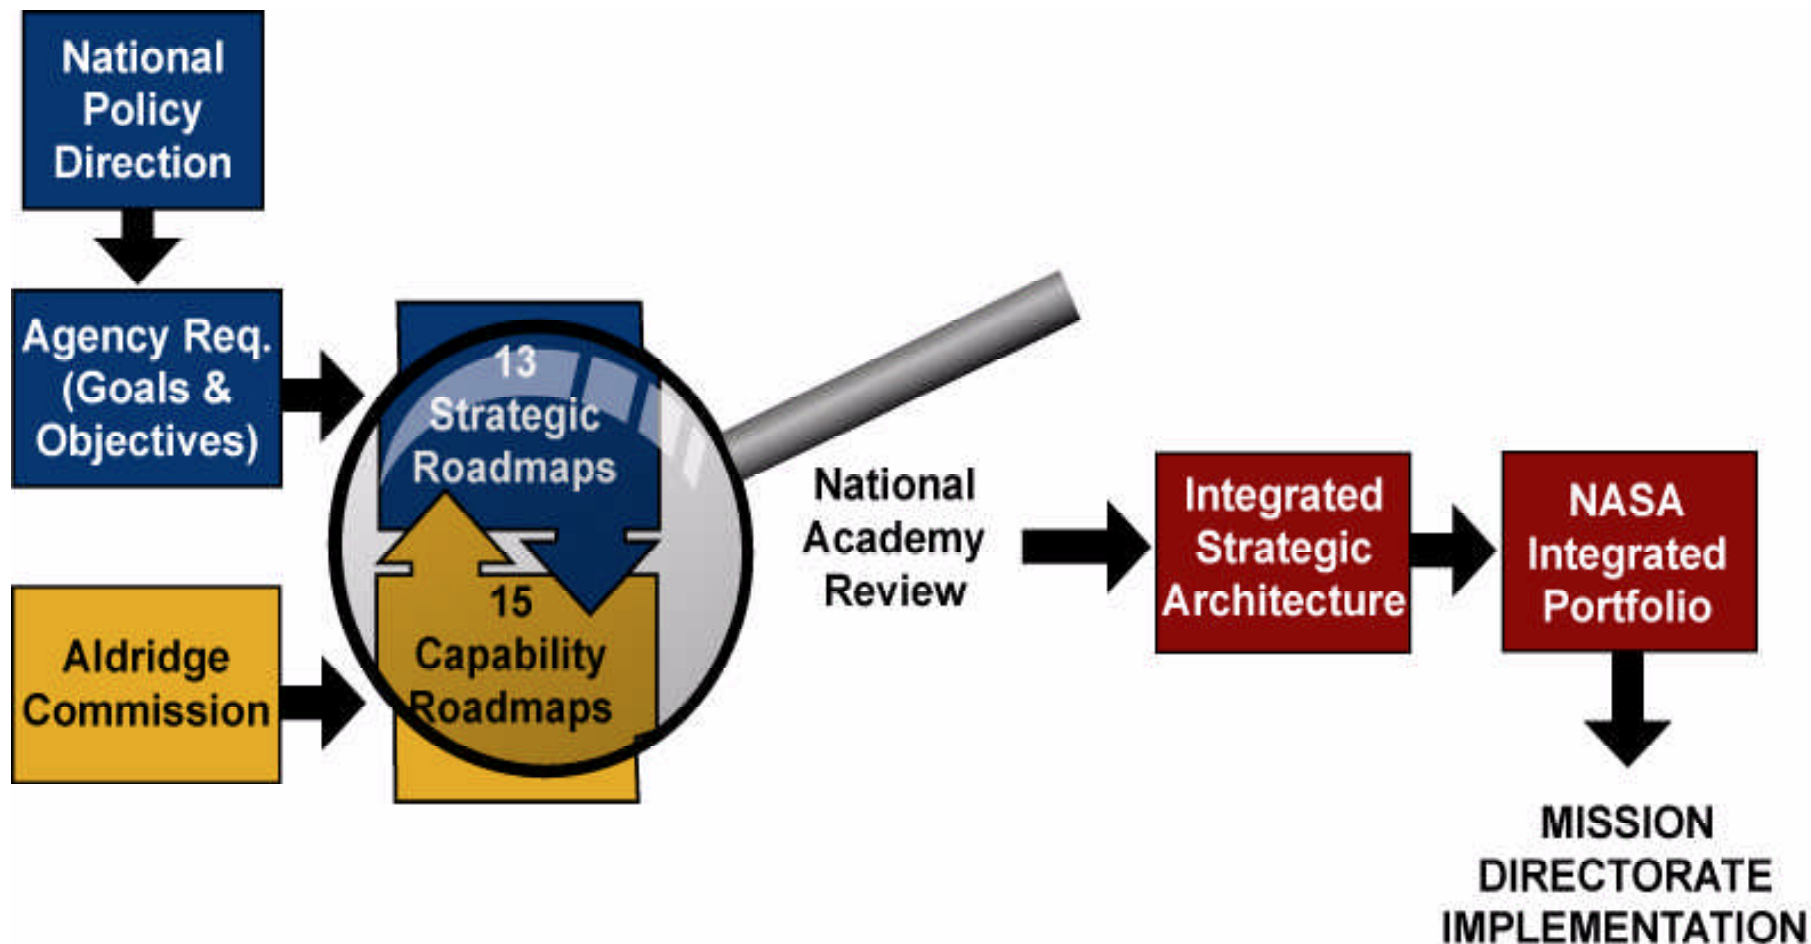 National
Policy
Direction
Agency Req.
(Goals &
Objectives)
13
Strategic
Roadmaps
15
Capability
Roadmaps
Aldridge
Commission
National
Academy
Review
Integrated
Strategic
Architecture
NASA
Integrated
Portfolio
MISSION
DIRECTORATE
IMPLEMENTATION